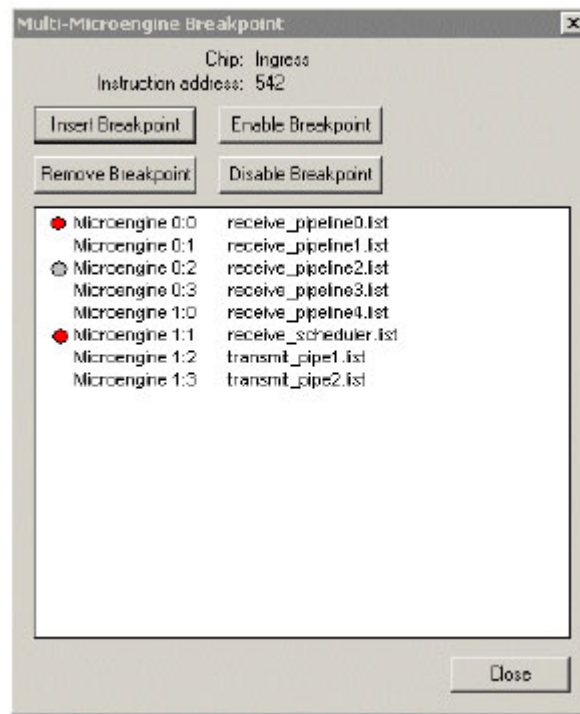 Multi-Microengine Breakpoint
Chip: Ingress
Instruction address: 542
Insert Breakpoint Enable Breakpoint
Remove Breakpoint Disable Breakpoint
Microengine 0:0 receive_pipeline0.list
Microengine 0:1 receive_pipeline1.list
Microengine 0:2 receive_pipeline2.list
Microengine 0:3 receive_pipeline3.list
Microengine 1:0 receive_pipeline4.list
Microengine 1:1 receive_scheduler.list
Microengine 1:2 transmit_pipe1.list
Microengine 1:3 transmit_pipe2.list
Close